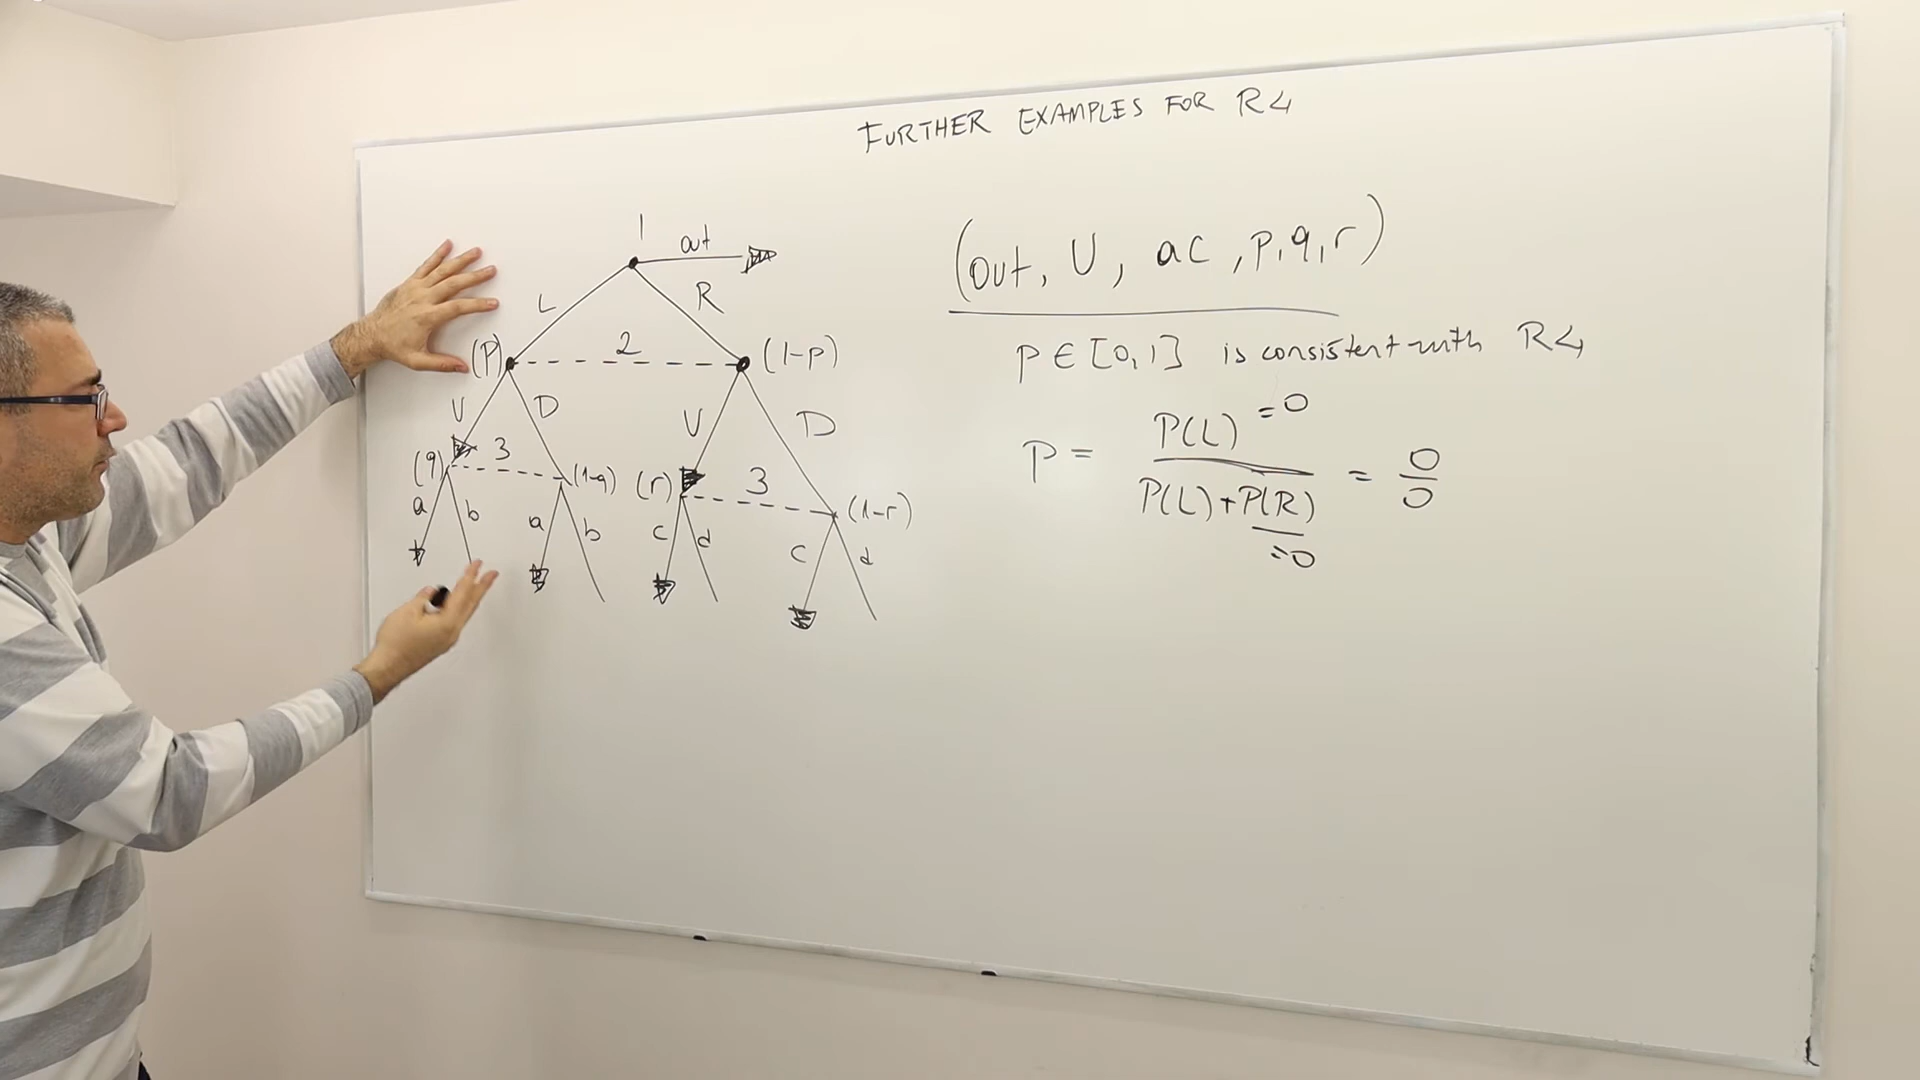 FURTHER EXAMPLES FOR R4
1
out
L
R
(P)
2
(1-p)
U
D
U
D
(q)
3
(1-q)
(r)
3
(1-r)
a
b
a
b
c
d
c
d
(out, U, ac, p, q, r)
p ∈ [0, 1] is consistent with R4
P = P(L) =0 / P(L)+P(R) =0 = 0/0